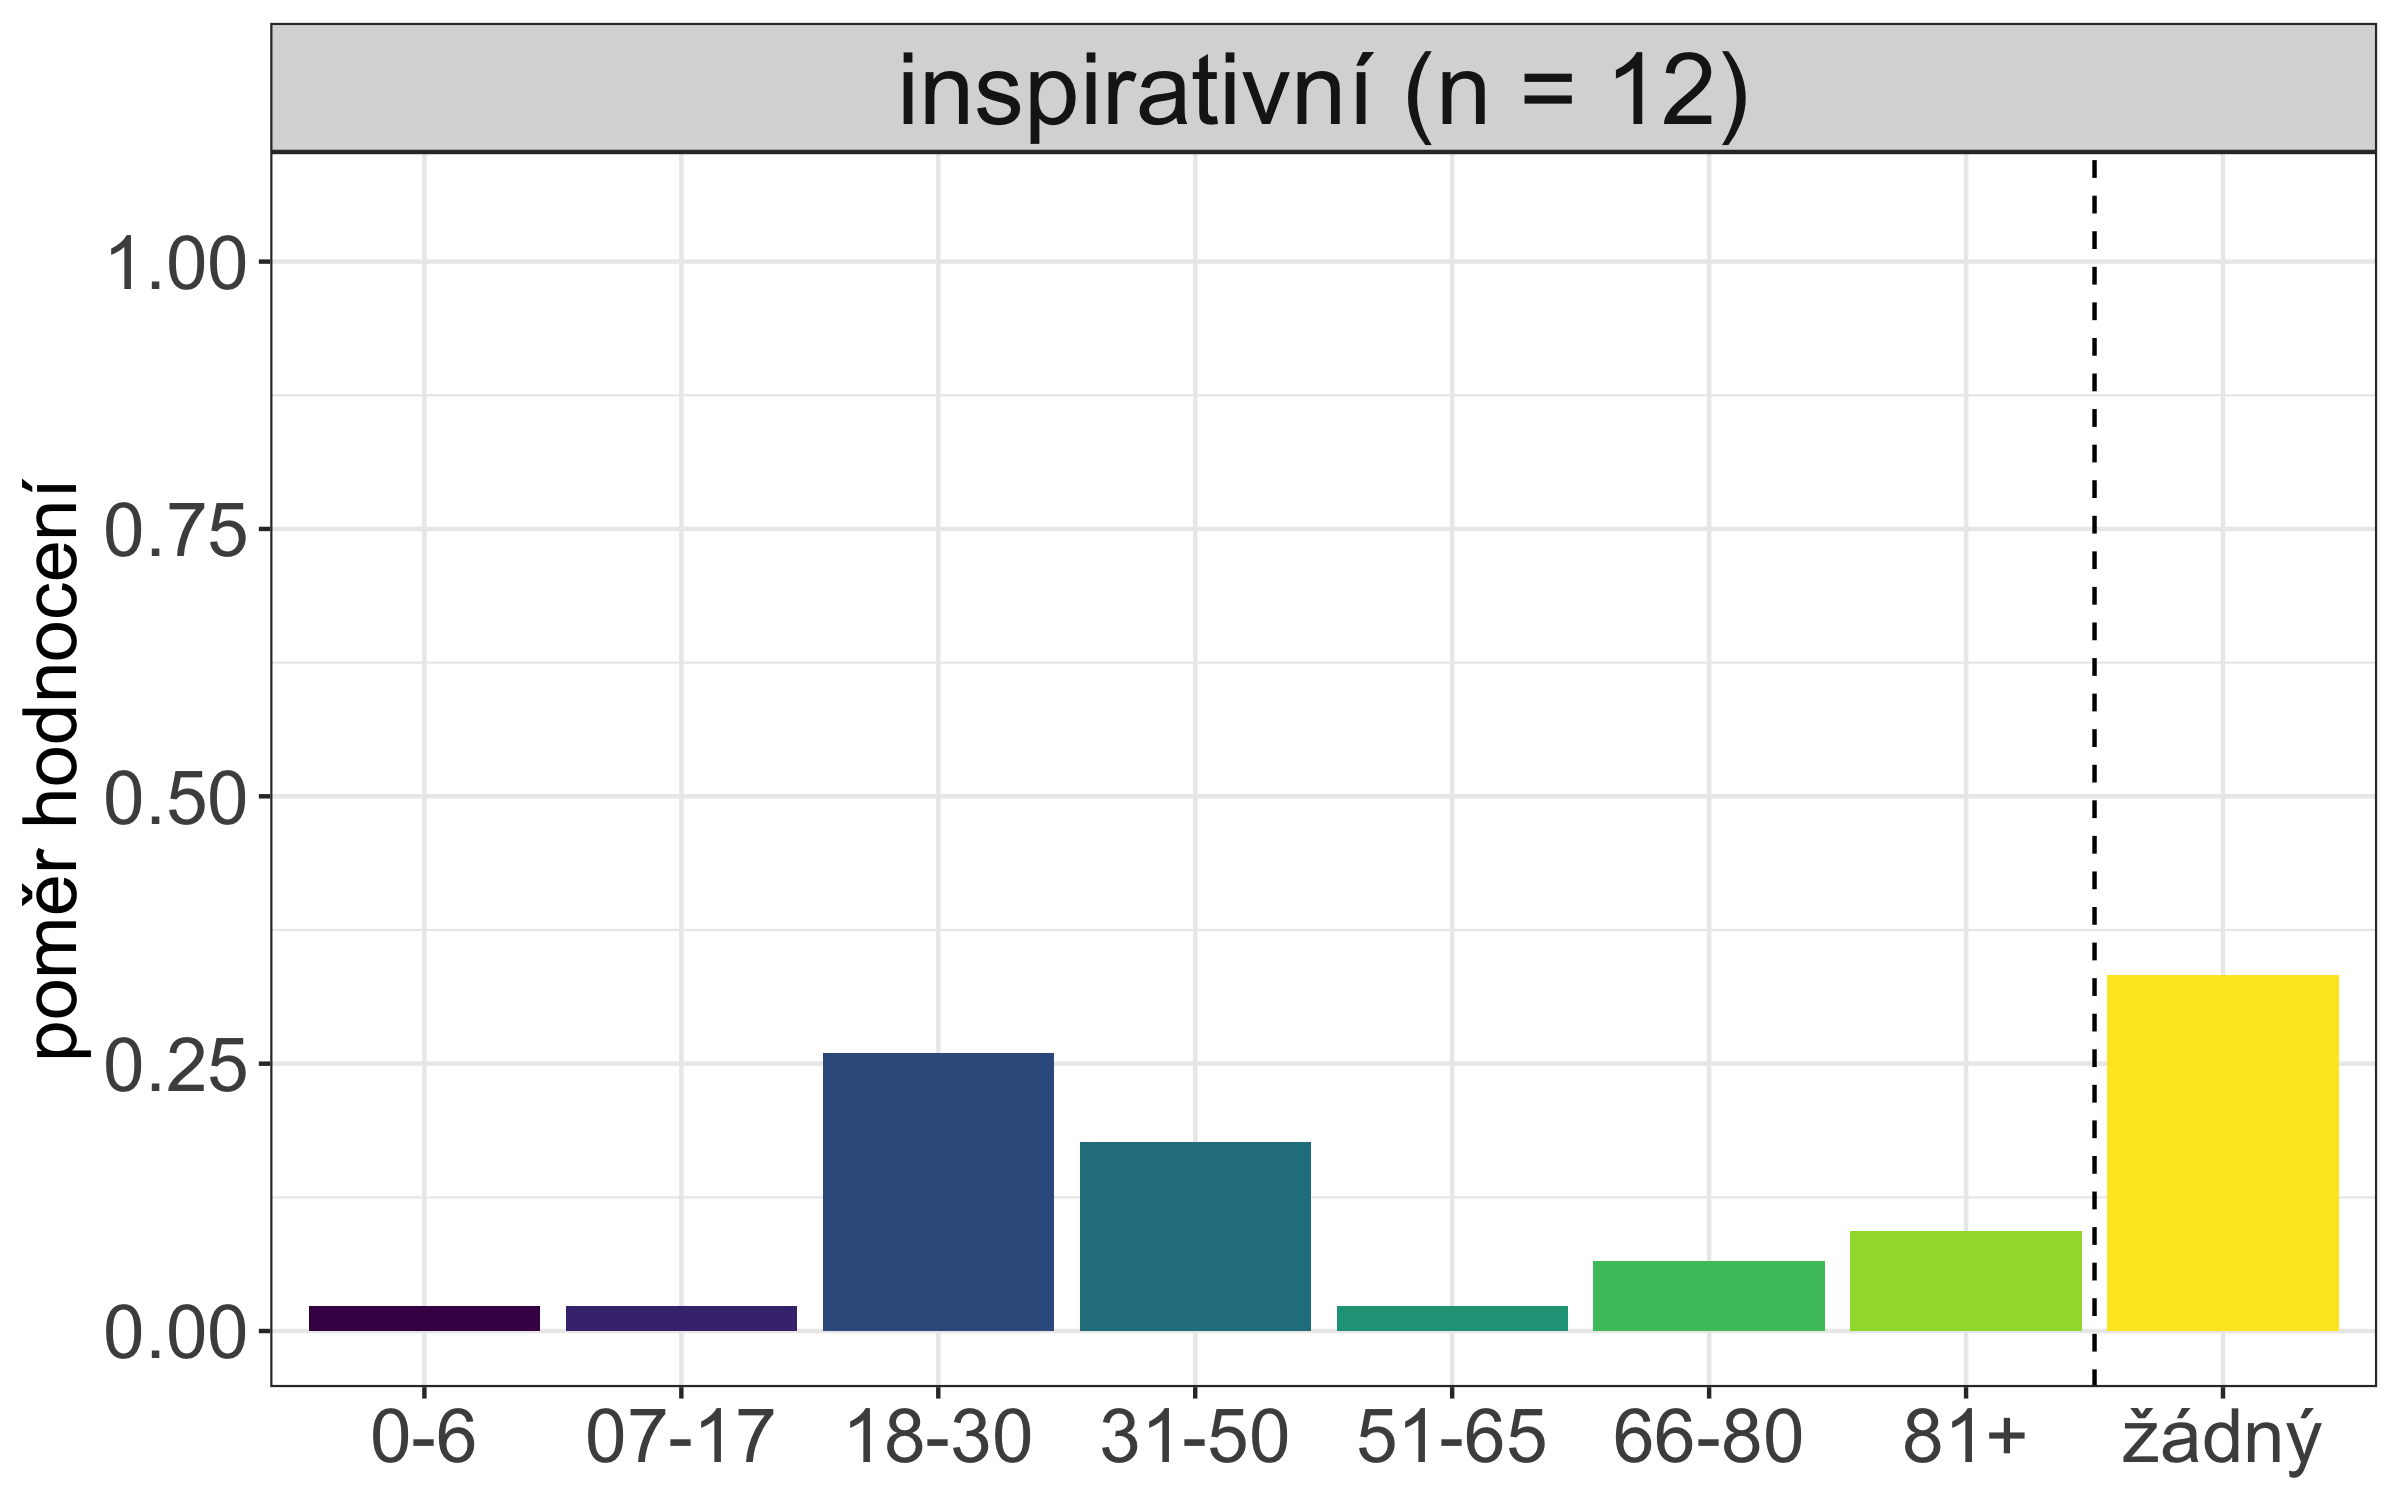 inspirativní (n = 12)
poměr hodnocení
1.00
0.75
0.50
0.25
0.00
0-6 07-17 18-30 31-50 51-65 66-80 81+ žádný